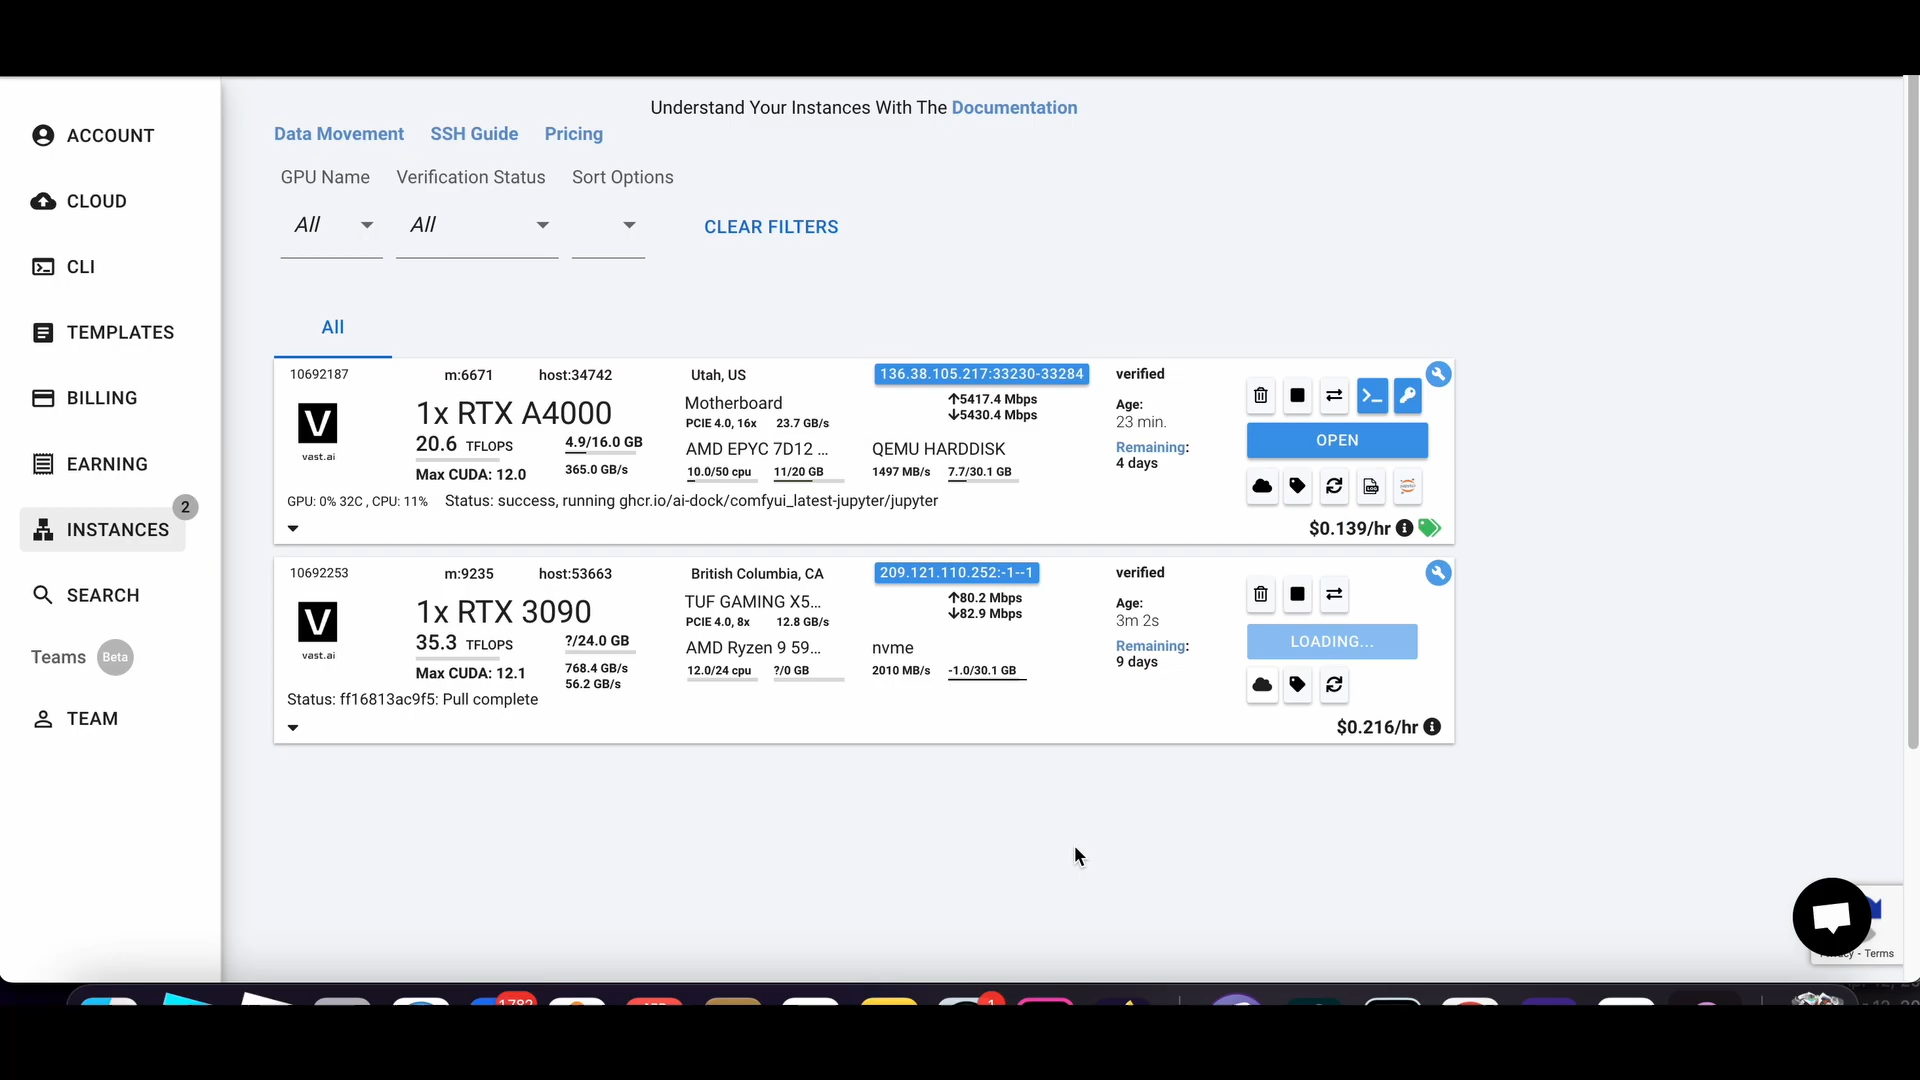 Understand Your Instances With The Documentation
Data Movement SSH Guide Pricing
GPU Name Verification Status Sort Options
All All CLEAR FILTERS
ACCOUNT
CLOUD
CLI
TEMPLATES
BILLING
EARNING
INSTANCES 2
SEARCH
Teams Beta
TEAM
All
10692187 m:6671 host:34742 Utah, US 136.38.105.217:33230-33284 verified
V
vast.ai
1x RTX A4000
20.6 TFLOPS 4.9/16.0 GB
Max CUDA: 12.0 365.0 GB/s
Motherboard
PCIE 4.0, 16x 23.7 GB/s
↑5417.4 Mbps
↓5430.4 Mbps
AMD EPYC 7D12 ... QEMU HARDDISK
10.0/50 cpu 11/20 GB 1497 MB/s 7.7/30.1 GB
Age:
23 min.
Remaining:
4 days
OPEN
GPU: 0% 32C , CPU: 11% Status: success, running ghcr.io/ai-dock/comfyui_latest-jupyter/jupyter
$0.139/hr
10692253 m:9235 host:53663 British Columbia, CA 209.121.110.252:-1--1 verified
V
vast.ai
1x RTX 3090
35.3 TFLOPS ?/24.0 GB
Max CUDA: 12.1 768.4 GB/s
56.2 GB/s
TUF GAMING X5...
PCIE 4.0, 8x 12.8 GB/s
↑80.2 Mbps
↓82.9 Mbps
AMD Ryzen 9 59... nvme
12.0/24 cpu ?/0 GB 2010 MB/s -1.0/30.1 GB
Age:
3m 2s
Remaining:
9 days
LOADING...
Status: ff16813ac9f5: Pull complete
$0.216/hr
- Terms
1